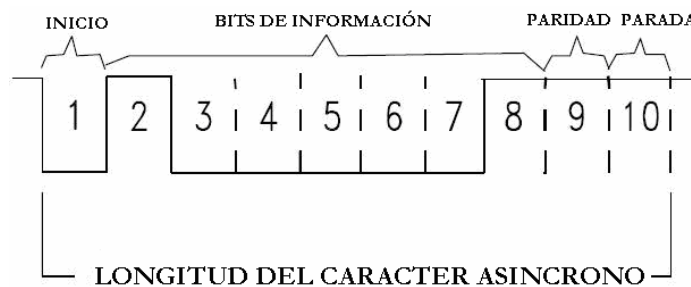 INICIO BITS DE INFORMACIÓN PARIDAD PARADA
1 2 3 4 5 6 7 8 9 10
LONGITUD DEL CARACTER ASINCRONO